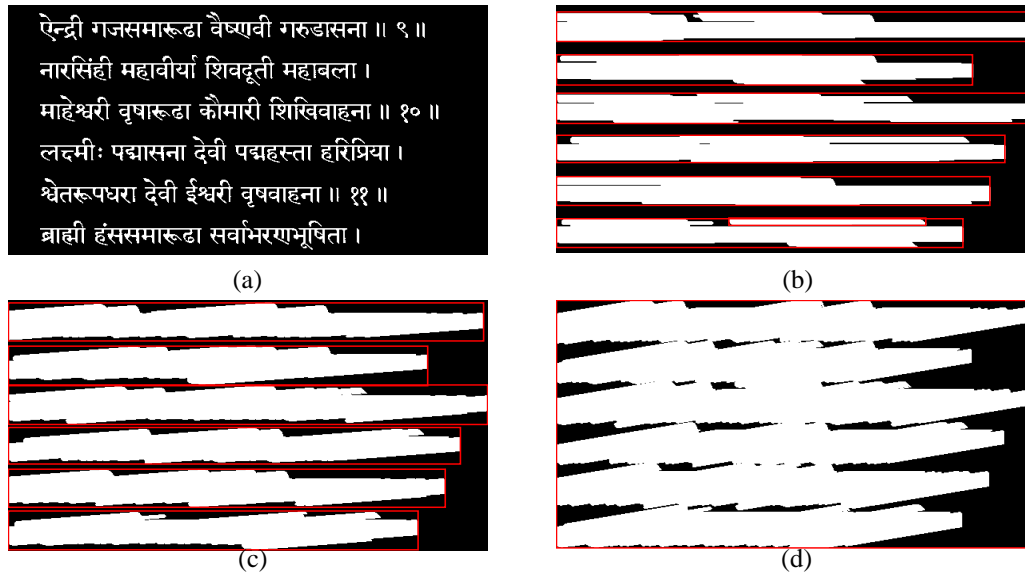 ऐन्द्री गजसमारूढा वैष्णवी गरुडासना ॥ ९ ॥
नारसिंही महावीर्या शिवदूती महाबला ।
माहेश्वरी वृषारूढा कौमारी शिखिवाहना ॥ १० ॥
लक्ष्मीः पद्मासना देवी पद्महस्ता हरिप्रिया ।
श्वेतरूपधरा देवी ईश्वरी वृषवाहना ॥ ११ ॥
ब्राह्मी हंससमारूढा सर्वाभरणभूषिता ।
(a)
(b)
(c)
(d)